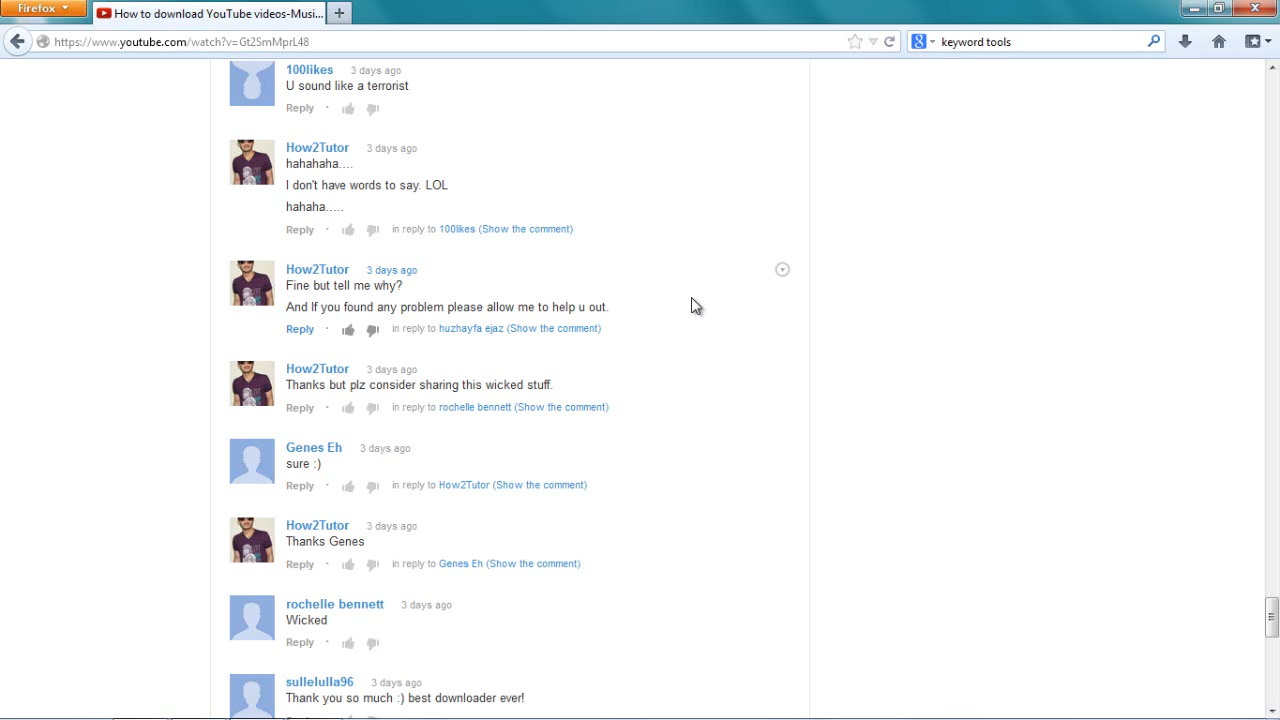 Firefox
How to download YouTube videos-Musi...
https://www.youtube.com/watch?v=Gt2SmMprL48
keyword tools
100likes 3 days ago
U sound like a terrorist
Reply ·
How2Tutor 3 days ago
hahahaha....
I don't have words to say. LOL
hahaha.....
Reply · in reply to 100likes (Show the comment)
How2Tutor 3 days ago
Fine but tell me why?
And If you found any problem please allow me to help u out.
Reply · in reply to huzhayfa ejaz (Show the comment)
How2Tutor 3 days ago
Thanks but plz consider sharing this wicked stuff.
Reply · in reply to rochelle bennett (Show the comment)
Genes Eh 3 days ago
sure :)
Reply · in reply to How2Tutor (Show the comment)
How2Tutor 3 days ago
Thanks Genes
Reply · in reply to Genes Eh (Show the comment)
rochelle bennett 3 days ago
Wicked
Reply ·
sullelulla96 3 days ago
Thank you so much :) best downloader ever!